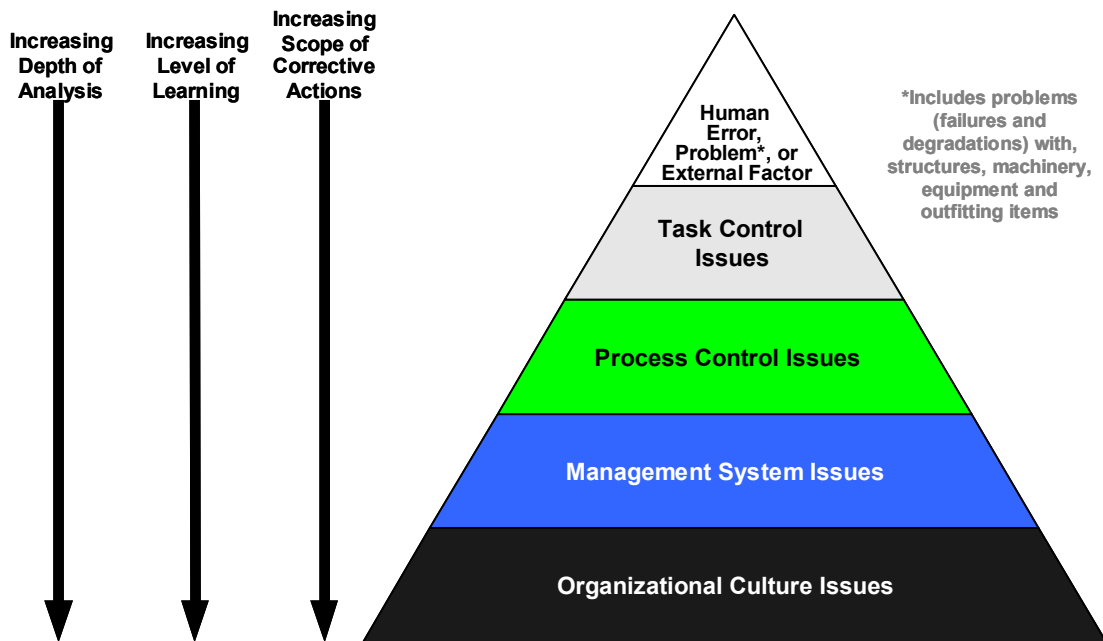 Increasing
Depth of
Analysis
Increasing
Level of
Learning
Increasing
Scope of
Corrective
Actions
Human
Error,
Problem*, or
External Factor
*Includes problems
(failures and
degradations) with,
structures, machinery,
equipment and
outfitting items
Task Control
Issues
Process Control Issues
Management System Issues
Organizational Culture Issues